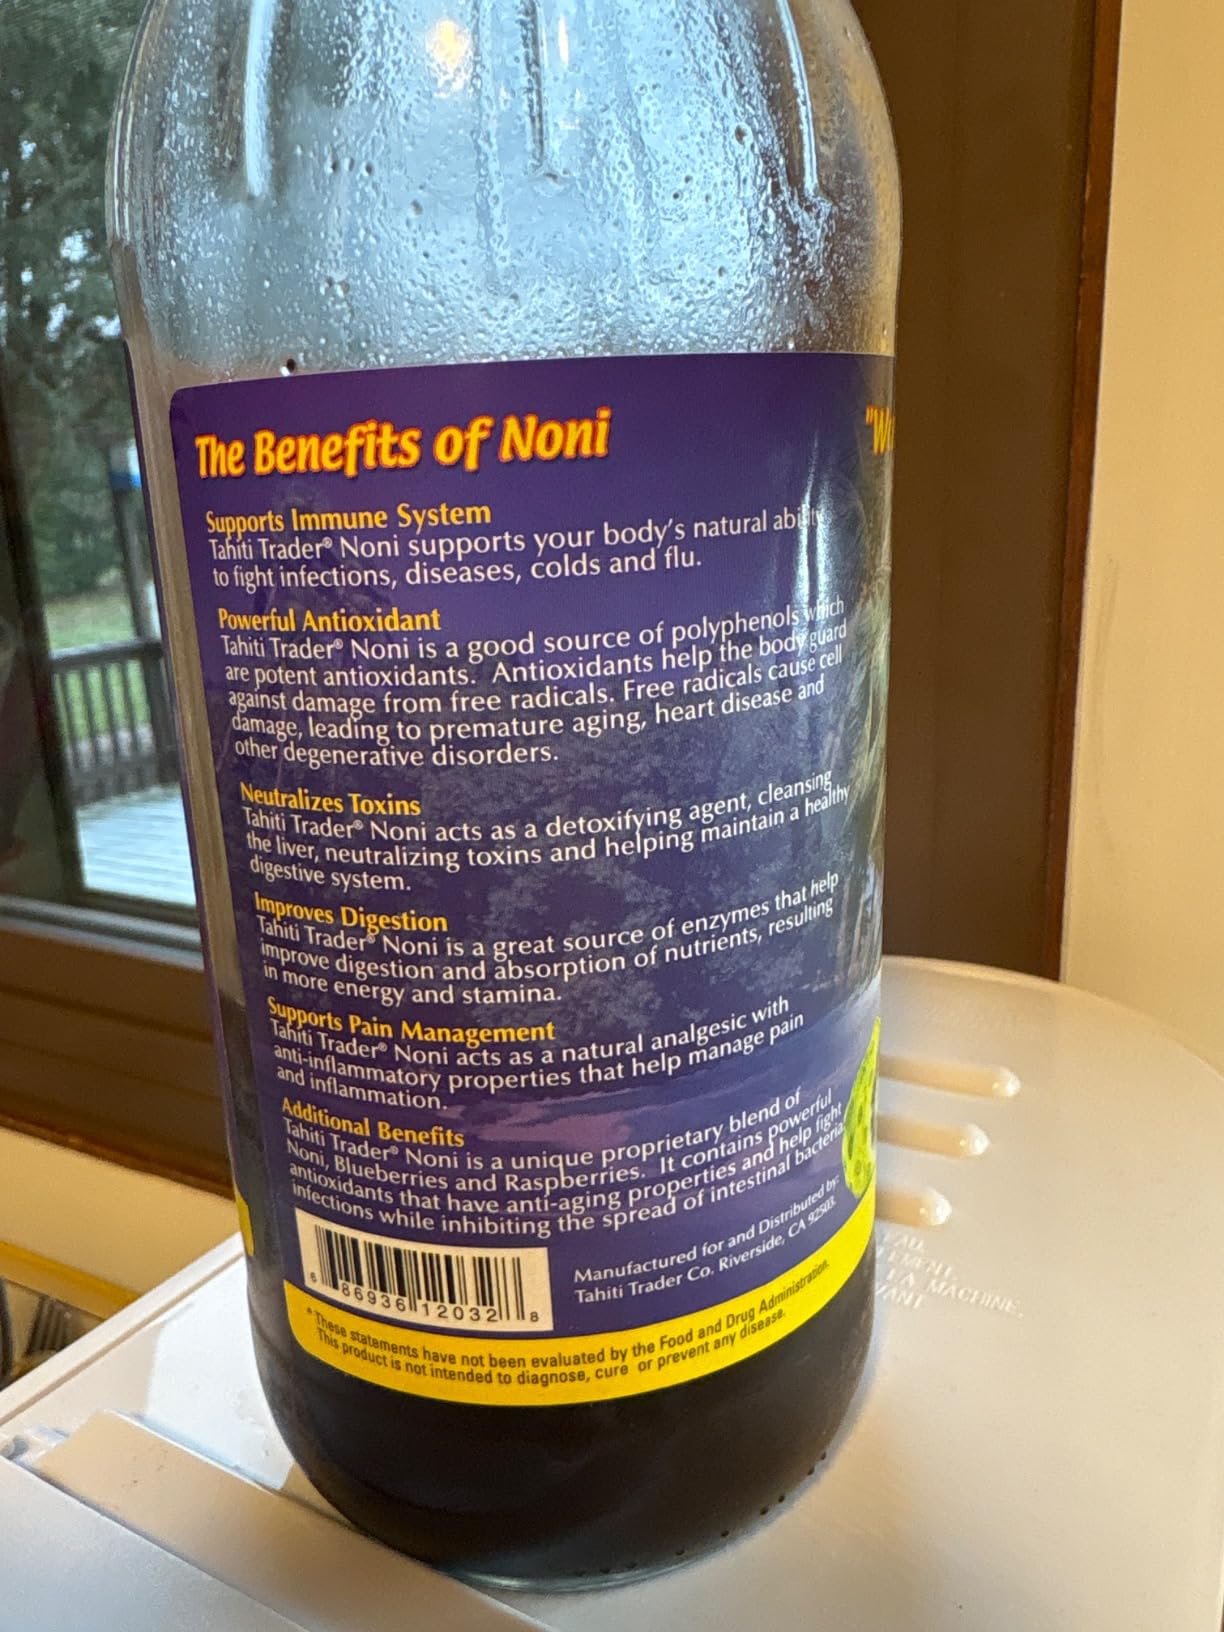 The Benefits of Noni
"W
Supports Immune System
Tahiti Trader® Noni supports your body's natural ability
to fight infections, diseases, colds and flu.
Powerful Antioxidant
Tahiti Trader® Noni is a good source of polyphenols which
are potent antioxidants. Antioxidants help the body guard
against damage from free radicals. Free radicals cause cell
damage, leading to premature aging, heart disease and
other degenerative disorders.
Neutralizes Toxins
Tahiti Trader® Noni acts as a detoxifying agent, cleansing
the liver, neutralizing toxins and helping maintain a healthy
digestive system.
Improves Digestion
Tahiti Trader® Noni is a great source of enzymes that help
improve digestion and absorption of nutrients, resulting
in more energy and stamina.
Supports Pain Management
Tahiti Trader® Noni acts as a natural analgesic with
anti-inflammatory properties that help manage pain
and inflammation.
Additional Benefits
Tahiti Trader® Noni is a unique proprietary blend of
Noni, Blueberries and Raspberries. It contains powerful
antioxidants that have anti-aging properties and help fight
infections while inhibiting the spread of intestinal bacteria.
Manufactured for and Distributed by:
Tahiti Trader Co. Riverside, CA 92503.
6 86936 12032 8
*These statements have not been evaluated by the Food and Drug Administration.
This product is not intended to diagnose, cure or prevent any disease.
MACHINE.